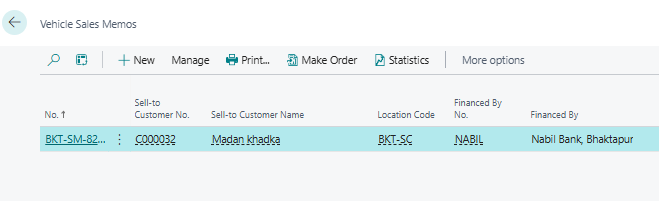 Vehicle Sales Memos
New Manage Print... Make Order Statistics More options
No. ↑ Sell-to Customer No. Sell-to Customer Name Location Code Financed By No. Financed By
BKT-SM-82... C000032 Madan khadka BKT-SC NABIL Nabil Bank, Bhaktapur